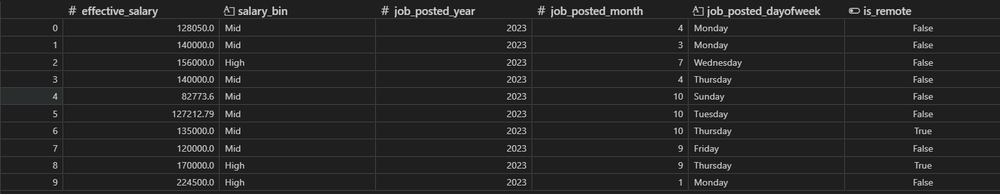 # effective_salary salary_bin # job_posted_year # job_posted_month job_posted_dayofweek is_remote
0 128050.0 Mid 2023 4 Monday False
1 140000.0 Mid 2023 3 Monday False
2 156000.0 High 2023 7 Wednesday False
3 140000.0 Mid 2023 4 Thursday False
4 82773.6 Mid 2023 10 Sunday False
5 127212.79 Mid 2023 10 Tuesday False
6 135000.0 Mid 2023 10 Thursday True
7 120000.0 Mid 2023 9 Friday False
8 170000.0 High 2023 9 Thursday True
9 224500.0 High 2023 1 Monday False